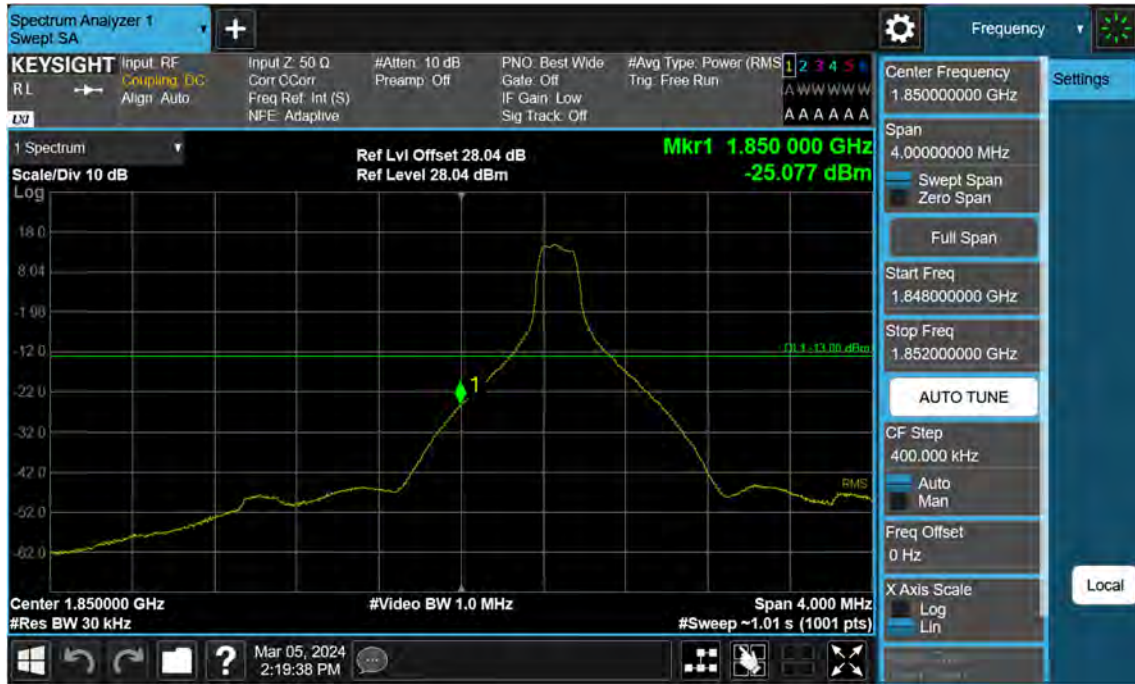 Spectrum Analyzer 1
Swept SA
+
Frequency
KEYSIGHT
RL
LXI
Input: RF
Coupling: DC
Align: Auto
Input Z: 50 Ω
Corr CCorr
Freq Ref: Int (S)
NFE: Adaptive
#Atten: 10 dB
Preamp: Off
PNO: Best Wide
Gate: Off
IF Gain: Low
Sig Track: Off
#Avg Type: Power (RMS
Trig: Free Run
1 2 3 4 5 6
A W W W W W
A A A A A A
1 Spectrum
Scale/Div 10 dB
Ref Lvl Offset 28.04 dB
Ref Level 28.04 dBm
Mkr1 1.850 000 GHz
-25.077 dBm
Log
18.0
8.04
-1.96
-12.0
-22.0
-32.0
-42.0
-52.0
-62.0
DL1 -13.00 dBm
1
RMS
Center 1.850000 GHz
#Video BW 1.0 MHz
Span 4.000 MHz
#Res BW 30 kHz
#Sweep ~1.01 s (1001 pts)
?
Mar 05, 2024
2:19:38 PM
Center Frequency
1.850000000 GHz
Settings
Span
4.00000000 MHz
Swept Span
Zero Span
Full Span
Start Freq
1.848000000 GHz
Stop Freq
1.852000000 GHz
AUTO TUNE
CF Step
400.000 kHz
Auto
Man
Freq Offset
0 Hz
X Axis Scale
Log
Lin
Local